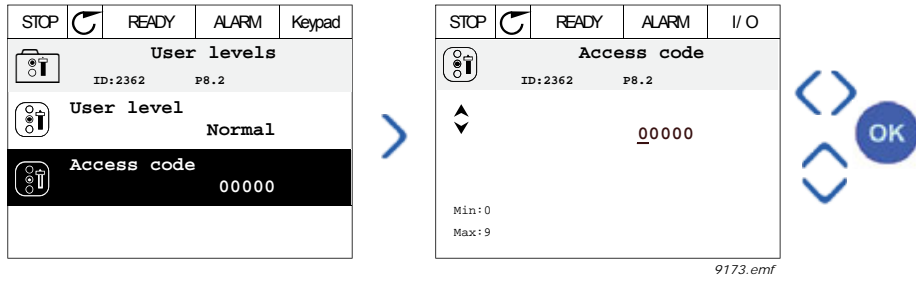 STOP READY ALARM Keypad
User levels
ID:2362 P8.2
User level
Normal
Access code
00000
STOP READY ALARM I/O
Access code
ID:2362 P8.2
00000
Min:0
Max:9
OK
9173.emf